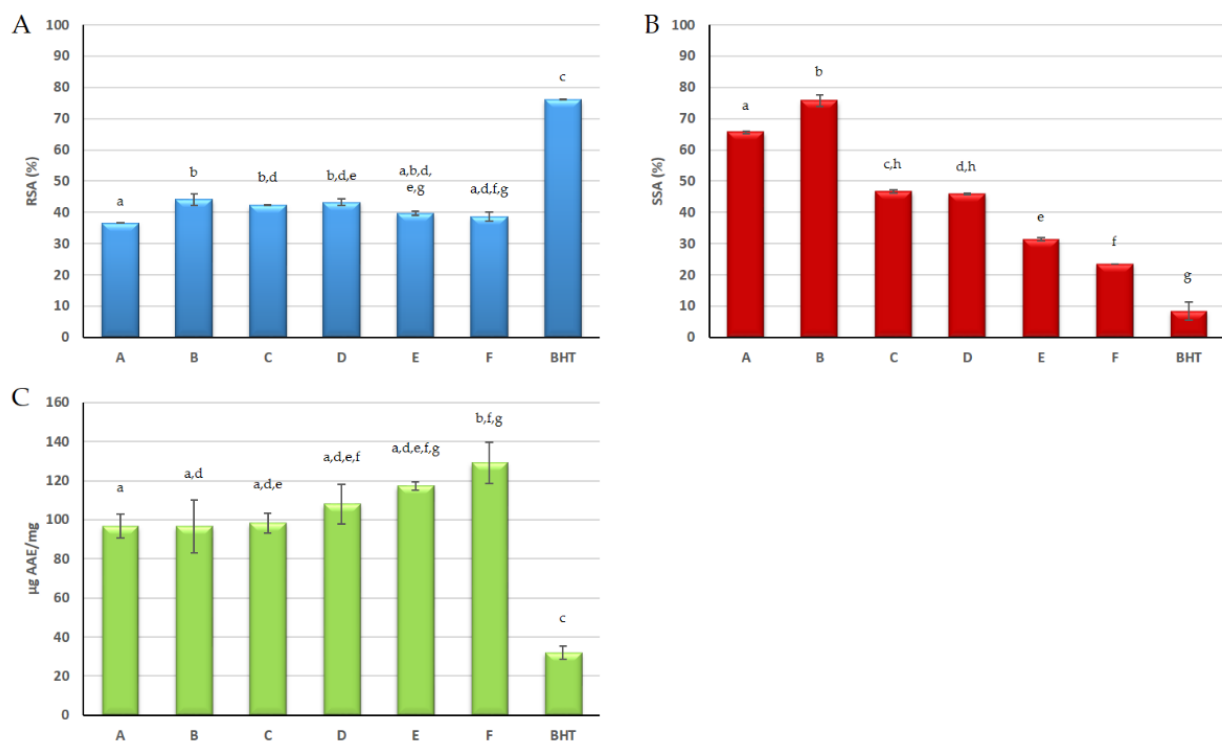 A
RSA (%)
100
90
80
70
60
50
40
30
20
10
0
a
b
b,d
b,d,e
a,b,d,
e,g
a,d,f,g
c
A B C D E F BHT
B
SSA (%)
100
90
80
70
60
50
40
30
20
10
0
a
b
c,h
d,h
e
f
g
A B C D E F BHT
C
µg AAE/mg
160
140
120
100
80
60
40
20
0
a
a,d
a,d,e
a,d,e,f
a,d,e,f,g
b,f,g
c
A B C D E F BHT